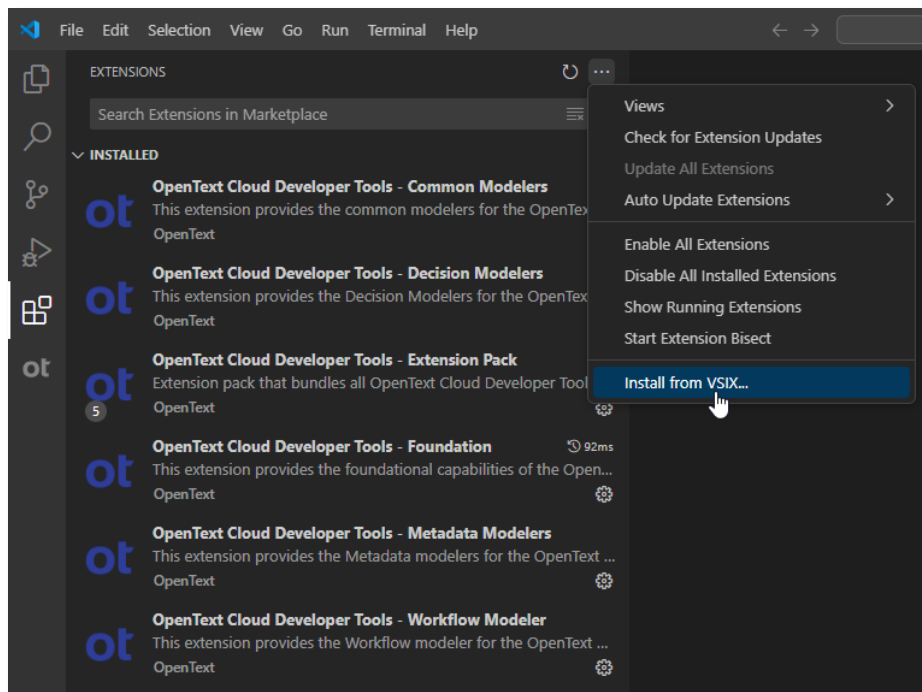 File Edit Selection View Go Run Terminal Help
EXTENSIONS
Search Extensions in Marketplace
INSTALLED
ot
OpenText Cloud Developer Tools - Common Modelers
This extension provides the common modelers for the OpenTex
OpenText
ot
OpenText Cloud Developer Tools - Decision Modelers
This extension provides the Decision Modelers for the OpenTex
OpenText
ot
ot
5
OpenText Cloud Developer Tools - Extension Pack
Extension pack that bundles all OpenText Cloud Developer Tool
OpenText
ot
OpenText Cloud Developer Tools - Foundation
92ms
This extension provides the foundational capabilities of the Open...
OpenText
ot
OpenText Cloud Developer Tools - Metadata Modelers
This extension provides the Metadata modelers for the OpenText ...
OpenText
ot
OpenText Cloud Developer Tools - Workflow Modeler
This extension provides the Workflow modeler for the OpenText ...
OpenText
Views
Check for Extension Updates
Update All Extensions
Auto Update Extensions
Enable All Extensions
Disable All Installed Extensions
Show Running Extensions
Start Extension Bisect
Install from VSIX...